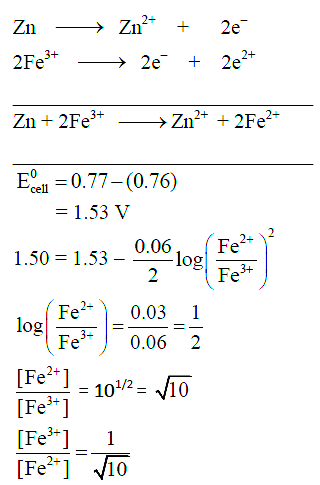 Zn ⟶ Zn²⁺ + 2e⁻
2Fe³⁺ ⟶ 2e⁻ + 2e²⁺
Zn + 2Fe³⁺ ⟶ Zn²⁺ + 2Fe²⁺
E⁰cell = 0.77 – (0.76)
= 1.53 V
1.50 = 1.53 – 0.06/2 log(Fe²⁺/Fe³⁺)²
log(Fe²⁺/Fe³⁺) = 0.03/0.06 = 1/2
[Fe²⁺]/[Fe³⁺] = 10^1/2 = √10
[Fe³⁺]/[Fe²⁺] = 1/√10